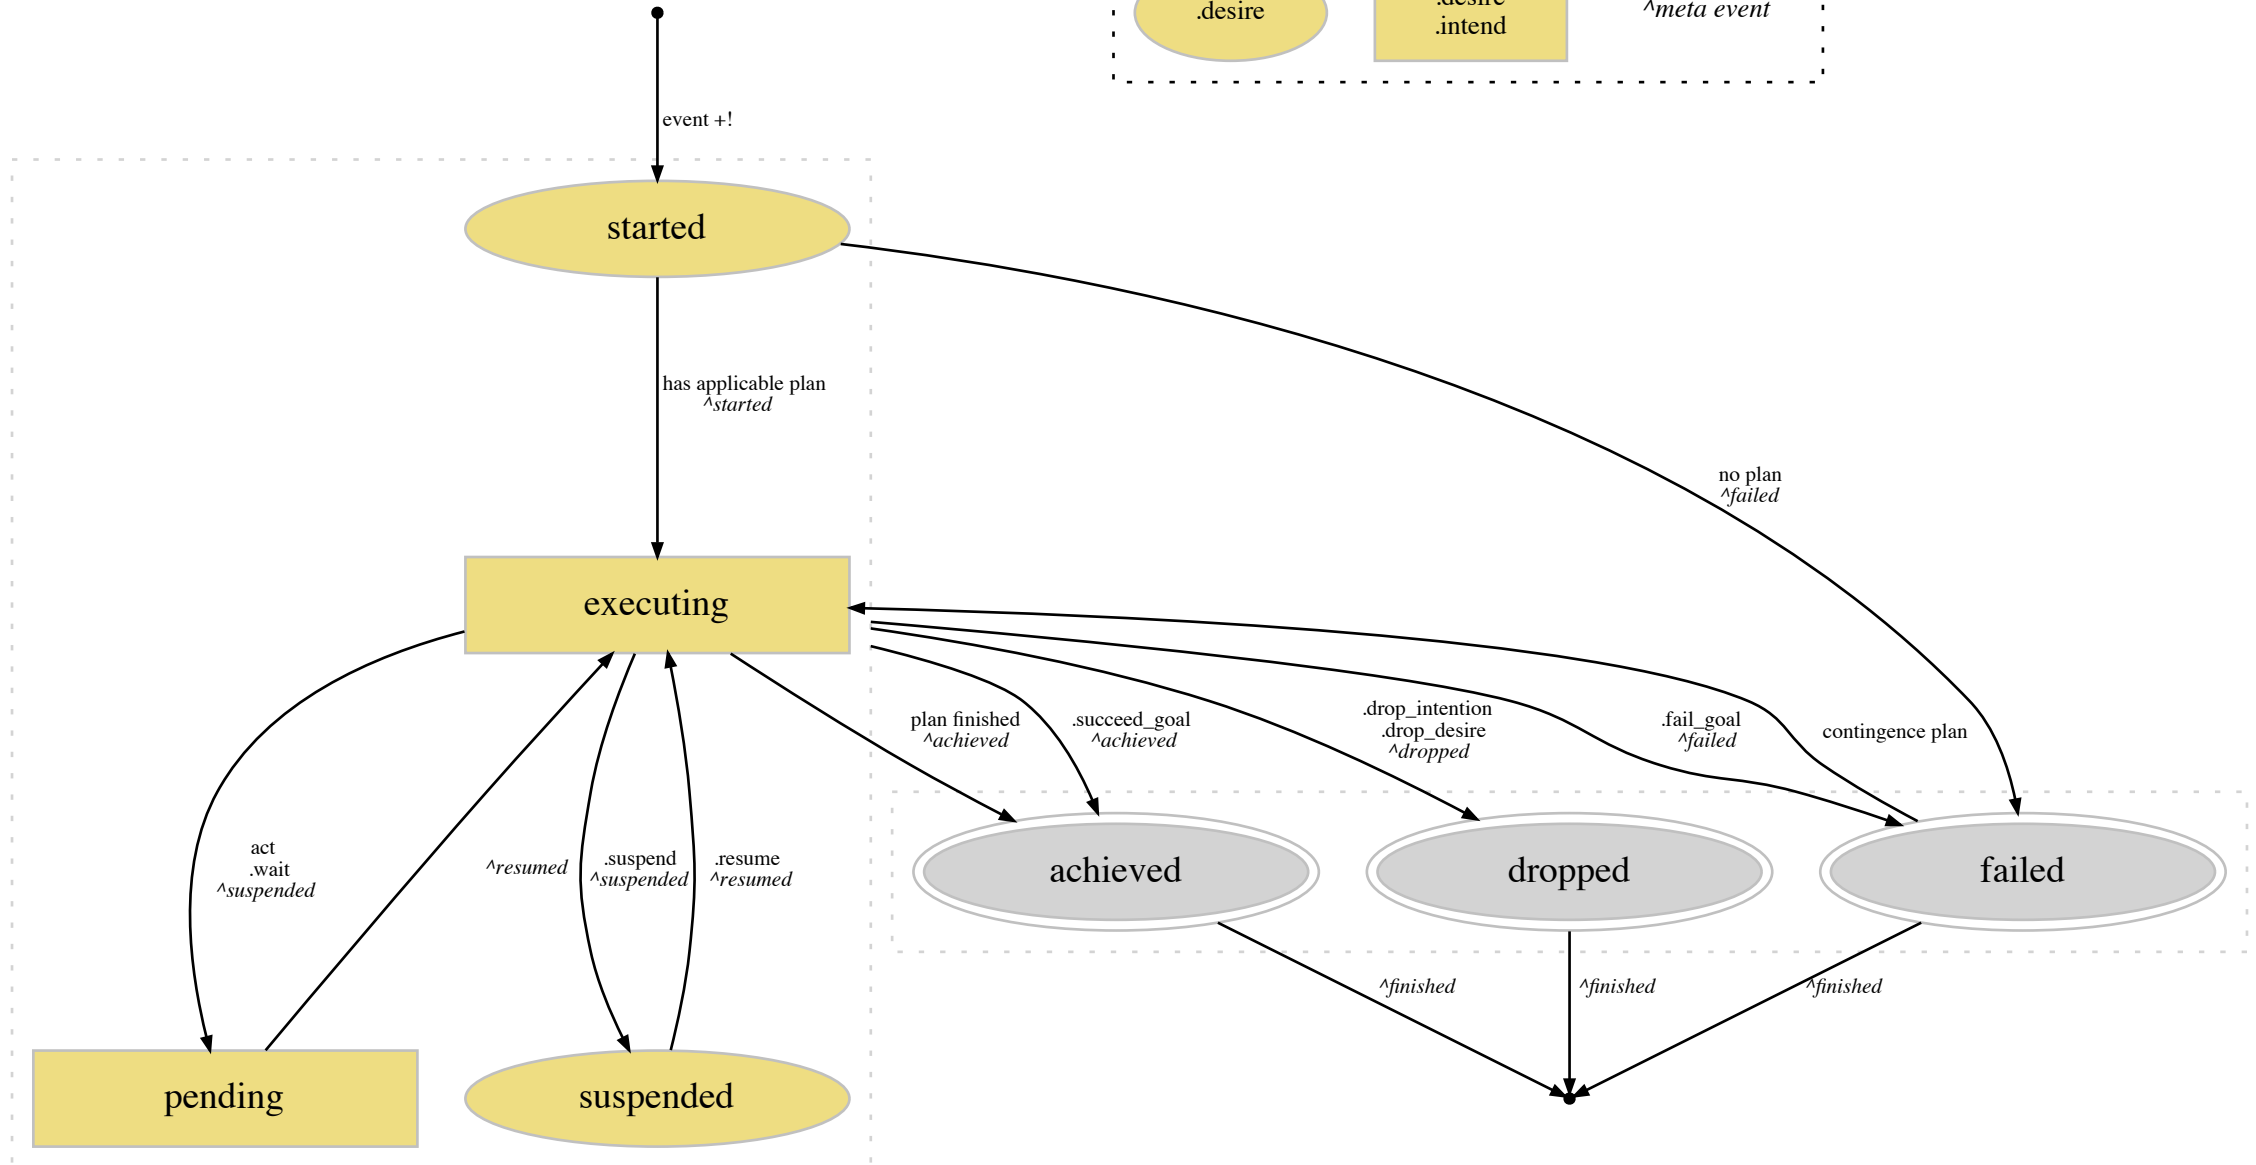 .desire
.desire
.intend
^meta event
event +!
started
has applicable plan
^started
no plan
^failed
executing
plan finished
^achieved
.succeed_goal
^achieved
.drop_intention
.drop_desire
^dropped
.fail_goal
^failed
contingence plan
act
.wait
^suspended
^resumed
.suspend
^suspended
.resume
^resumed
achieved
dropped
failed
^finished
^finished
^finished
pending
suspended